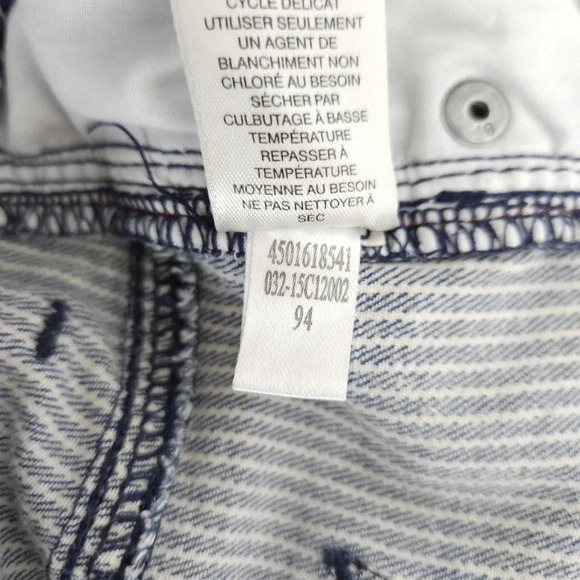 CYCLE DÉLICAT
UTILISER SEULEMENT
UN AGENT DE
BLANCHIMENT NON
CHLORÉ AU BESOIN
SÉCHER PAR
CULBUTAGE À BASSE
TEMPÉRATURE
REPASSER À
TEMPÉRATURE
MOYENNE AU BESOIN
NE PAS NETTOYER À
SEC
4501618541
032-15C12002
94